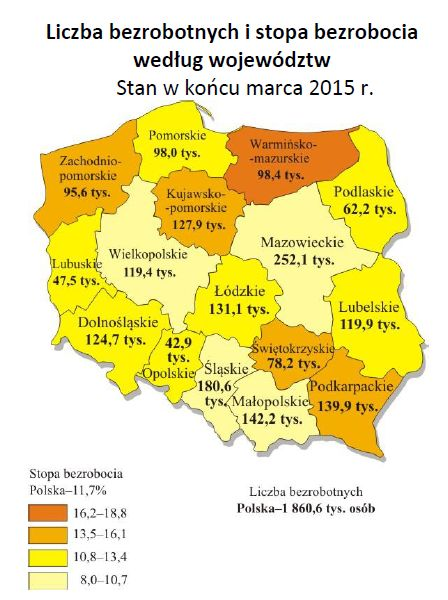 Liczba bezrobotnych i stopa bezrobocia
według województw
Stan w końcu marca 2015 r.
Pomorskie
98,0 tys.
Warmińsko-
-mazurskie
98,4 tys.
Zachodnio-
pomorskie
95,6 tys.
Podlaskie
62,2 tys.
Kujawsko-
-pomorskie
127,9 tys.
Mazowieckie
252,1 tys.
Wielkopolskie
119,4 tys.
Lubuskie
47,5 tys.
Łódzkie
131,1 tys.
Lubelskie
119,9 tys.
Dolnośląskie
124,7 tys.
42,9
tys.
Opolskie
Śląskie
180,6
tys.
Świętokrzyskie
78,2 tys.
Małopolskie
142,2 tys.
Podkarpackie
139,9 tys.
Stopa bezrobocia
Polska–11,7%
16,2–18,8
13,5–16,1
10,8–13,4
8,0–10,7
Liczba bezrobotnych
Polska–1 860,6 tys. osób